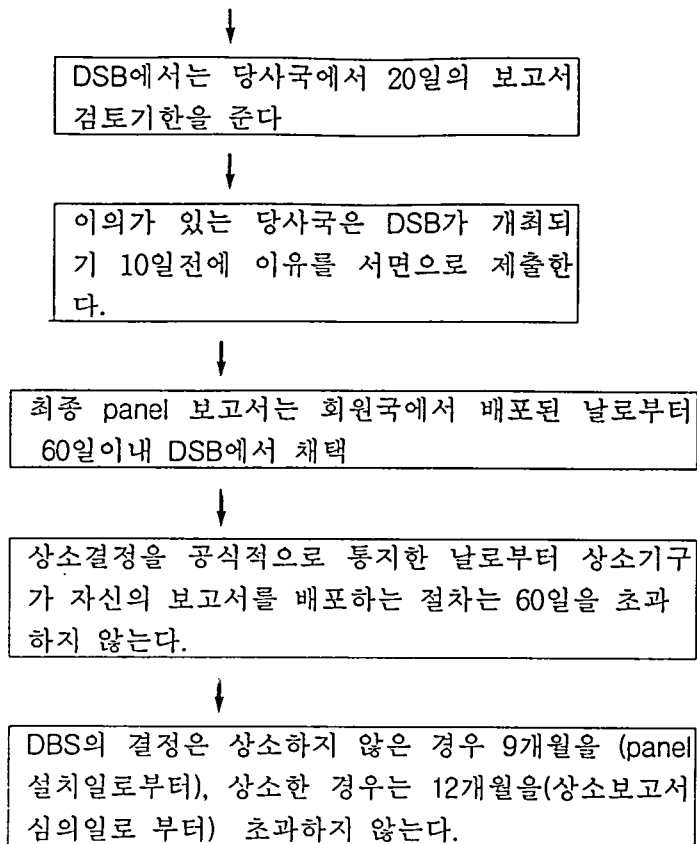 DSB에서는 당사국에서 20일의 보고서
검토기한을 준다
이의가 있는 당사국은 DSB가 개최되
기 10일전에 이유를 서면으로 제출한
다.
최종 panel 보고서는 회원국에서 배포된 날로부터
60일이내 DSB에서 채택
상소결정을 공식적으로 통지한 날로부터 상소기구
가 자신의 보고서를 배포하는 절차는 60일을 초과
하지 않는다.
DBS의 결정은 상소하지 않은 경우 9개월을 (panel
설치일로부터), 상소한 경우는 12개월을(상소보고서
심의일로 부터) 초과하지 않는다.